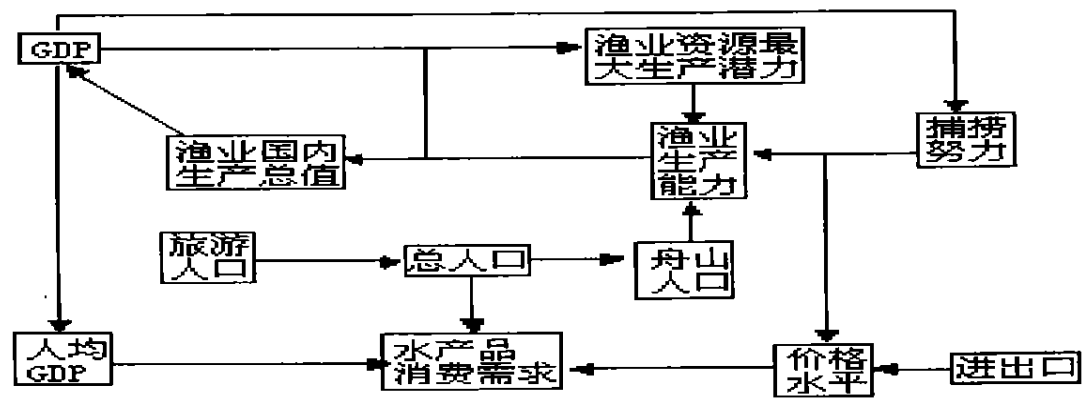 GDP
渔业资源最
大生产潜力
捕捞
努力
渔业国内
生产总值
渔业
生产
能力
旅游
人口
总人口
舟山
人口
人均
GDP
水产品
消费需求
价格
水平
进出口